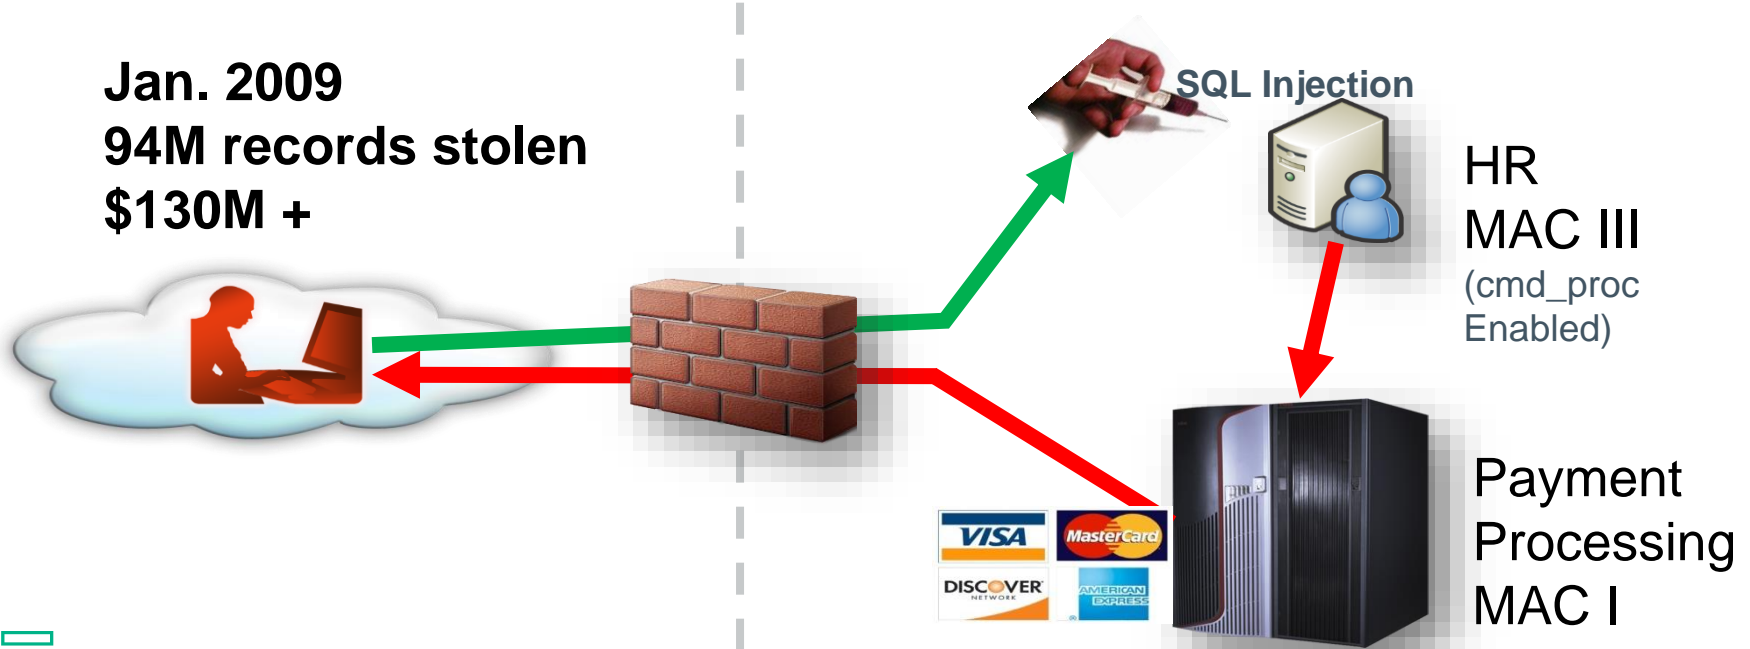 Jan. 2009
94M records stolen
$130M +
SQL Injection
HR
MAC III
(cmd_proc
Enabled)
VISA
MasterCard
DISCOVER
NETWORK
AMERICAN
EXPRESS
Payment
Processing
MAC I